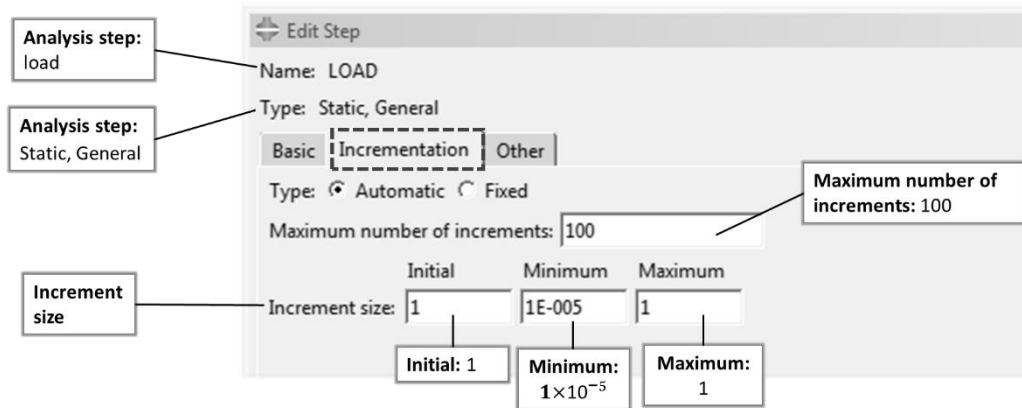 Analysis step:
load
Edit Step
Name: LOAD
Analysis step:
Static, General
Type: Static, General
Basic Incrementation Other
Type: Automatic Fixed
Maximum number of
increments: 100
Maximum number of increments: 100
Initial Minimum Maximum
Increment
size
Increment size: 1 1E-005 1
Initial: 1
Minimum:
1×10⁻⁵
Maximum:
1